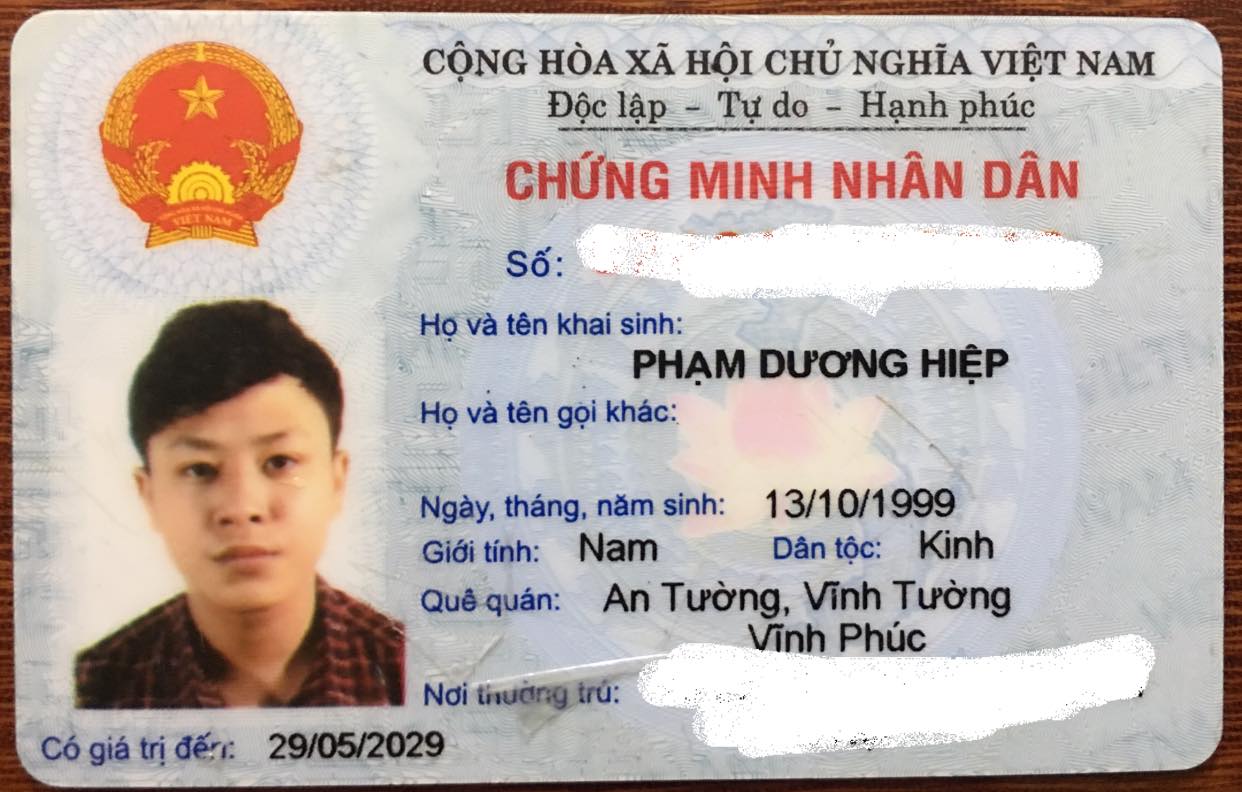 CỘNG HÒA XÃ HỘI CHỦ NGHĨA VIỆT NAM
Độc lập - Tự do - Hạnh phúc
CHỨNG MINH NHÂN DÂN
VIỆT NAM
Số:
Họ và tên khai sinh:
PHẠM DƯƠNG HIỆP
Họ và tên gọi khác:
Ngày, tháng, năm sinh: 13/10/1999
Giới tính: Nam Dân tộc: Kinh
Quê quán: An Tường, Vĩnh Tường
Vĩnh Phúc
Nơi thường trú:
Có giá trị đến: 29/05/2029